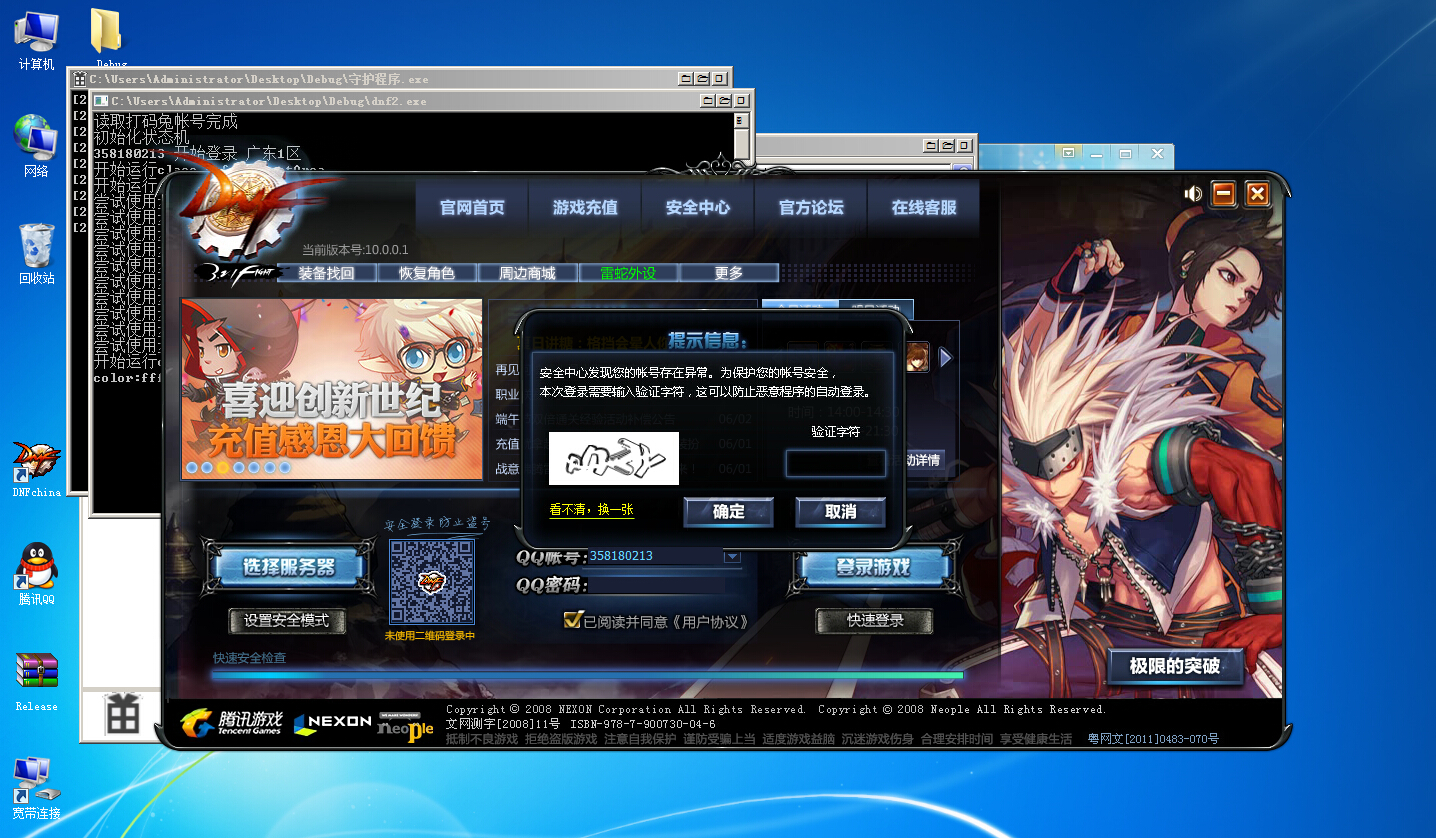 计算机
Debug
网络
回收站
DNFchina
腾讯QQ
Release
宽带连接
C:\Users\Administrator\Desktop\Debug\守护程序.exe
C:\Users\Administrator\Desktop\Debug\dnf2.exe
读取打码兔帐号完成
初始化状态机
358180213 开始登录 广东1区
开始运行
开始运行
尝试使用
尝试使用
尝试使用
尝试使用
尝试使用
尝试使用
尝试使用
尝试使用
尝试使用
尝试使用
开始运行
color:fff
官网首页
游戏充值
安全中心
官方论坛
在线客服
当前版本号:10.0.0.1
装备找回
恢复角色
周边商城
雷蛇外设
更多
喜迎创新世纪
充值感恩大回馈
再见
职业
端午
充值
战意
06/02
06/01
06/01
提示信息:
安全中心发现您的帐号存在异常。为保护您的帐号安全，
本次登录需要输入验证字符，这可以防止恶意程序的自动登录。
验证字符
看不清，换一张
确定
取消
动详情
安全登录 防止盗号
选择服务器
设置安全模式
未使用二维码登录中
QQ帐号:
358180213
QQ密码:
已阅读并同意《用户协议》
登录游戏
快速登录
快速安全检查
极限的突破
腾讯游戏
Tencent Games
NEXON
neople
Copyright © 2008 NEXON Corporation All Rights Reserved. Copyright © 2008 Neople All Rights Reserved.
文网测字[2008]11号 ISBN-978-7-900730-04-6
抵制不良游戏 拒绝盗版游戏 注意自我保护 谨防受骗上当 适度游戏益脑 沉迷游戏伤身 合理安排时间 享受健康生活 粤网文[2011]0483-070号